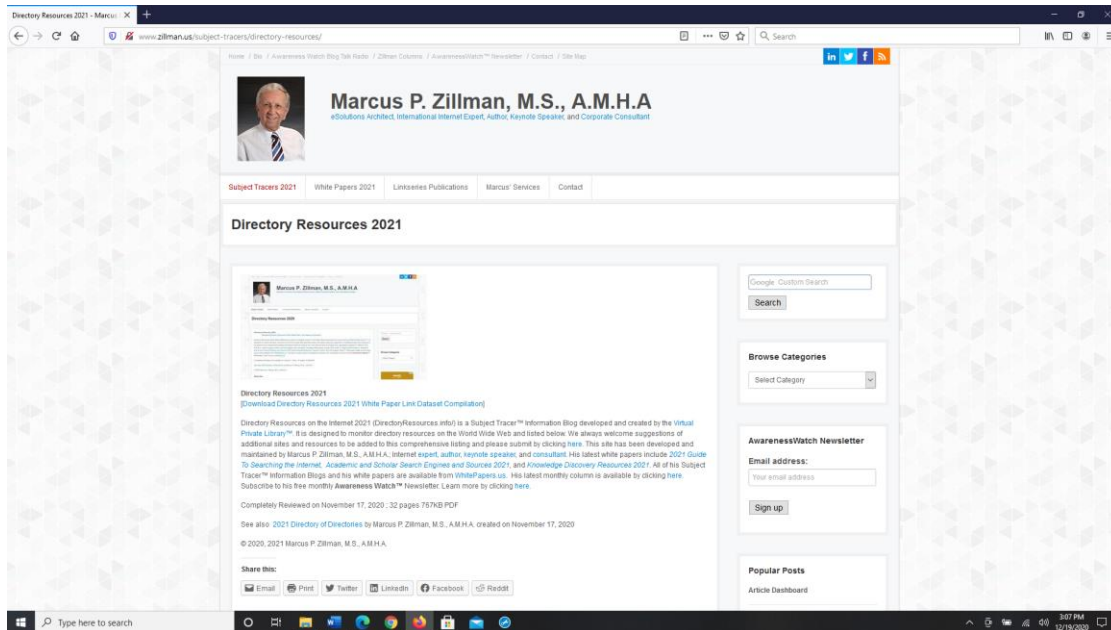 Directory Resources 2021 - Marcus
www.zillman.us/subject-tracers/directory-resources/
Search
Home / Bio / Awareness Watch Blog Talk Radio / Zillman Columns / AwarenessWatch™ Newsletter / Contact / Site Map
Marcus P. Zillman, M.S., A.M.H.A
eSolutions Architect, International Internet Expert, Author, Keynote Speaker, and Corporate Consultant
Subject Tracers 2021 White Papers 2021 Linkseries Publications Marcus' Services Contact
Directory Resources 2021
Marcus P. Zillman, M.S., A.M.H.A
Google Custom Search
Search
Browse Categories
Select Category
Directory Resources 2021
[Download Directory Resources 2021 White Paper Link Dataset Compilation]
Directory Resources on the Internet 2021 (DirectoryResources.info/) is a Subject Tracer™ Information Blog developed and created by the Virtual
Private Library™. It is designed to monitor directory resources on the World Wide Web and listed below. We always welcome suggestions of
additional sites and resources to be added to this comprehensive listing and please submit by clicking here. This site has been developed and
maintained by Marcus P. Zillman, M.S., A.M.H.A.; Internet expert, author, keynote speaker, and consultant. His latest white papers include 2021 Guide
To Searching the Internet, Academic and Scholar Search Engines and Sources 2021, and Knowledge Discovery Resources 2021. All of his Subject
Tracer™ Information Blogs and his white papers are available from WhitePapers.us. His latest monthly column is available by clicking here.
Subscribe to his free monthly Awareness Watch™ Newsletter. Learn more by clicking here.
Completely Reviewed on November 17, 2020 : 32 pages 767KB PDF
See also 2021 Directory of Directories by Marcus P. Zillman, M.S., A.M.H.A. created on November 17, 2020
© 2020, 2021 Marcus P. Zillman, M.S., A.M.H.A.
Share this:
Email Print Twitter LinkedIn Facebook Reddit
AwarenessWatch Newsletter
Email address:
Your email address
Sign up
Popular Posts
Article Dashboard
Type here to search
3:07 PM
12/19/2020